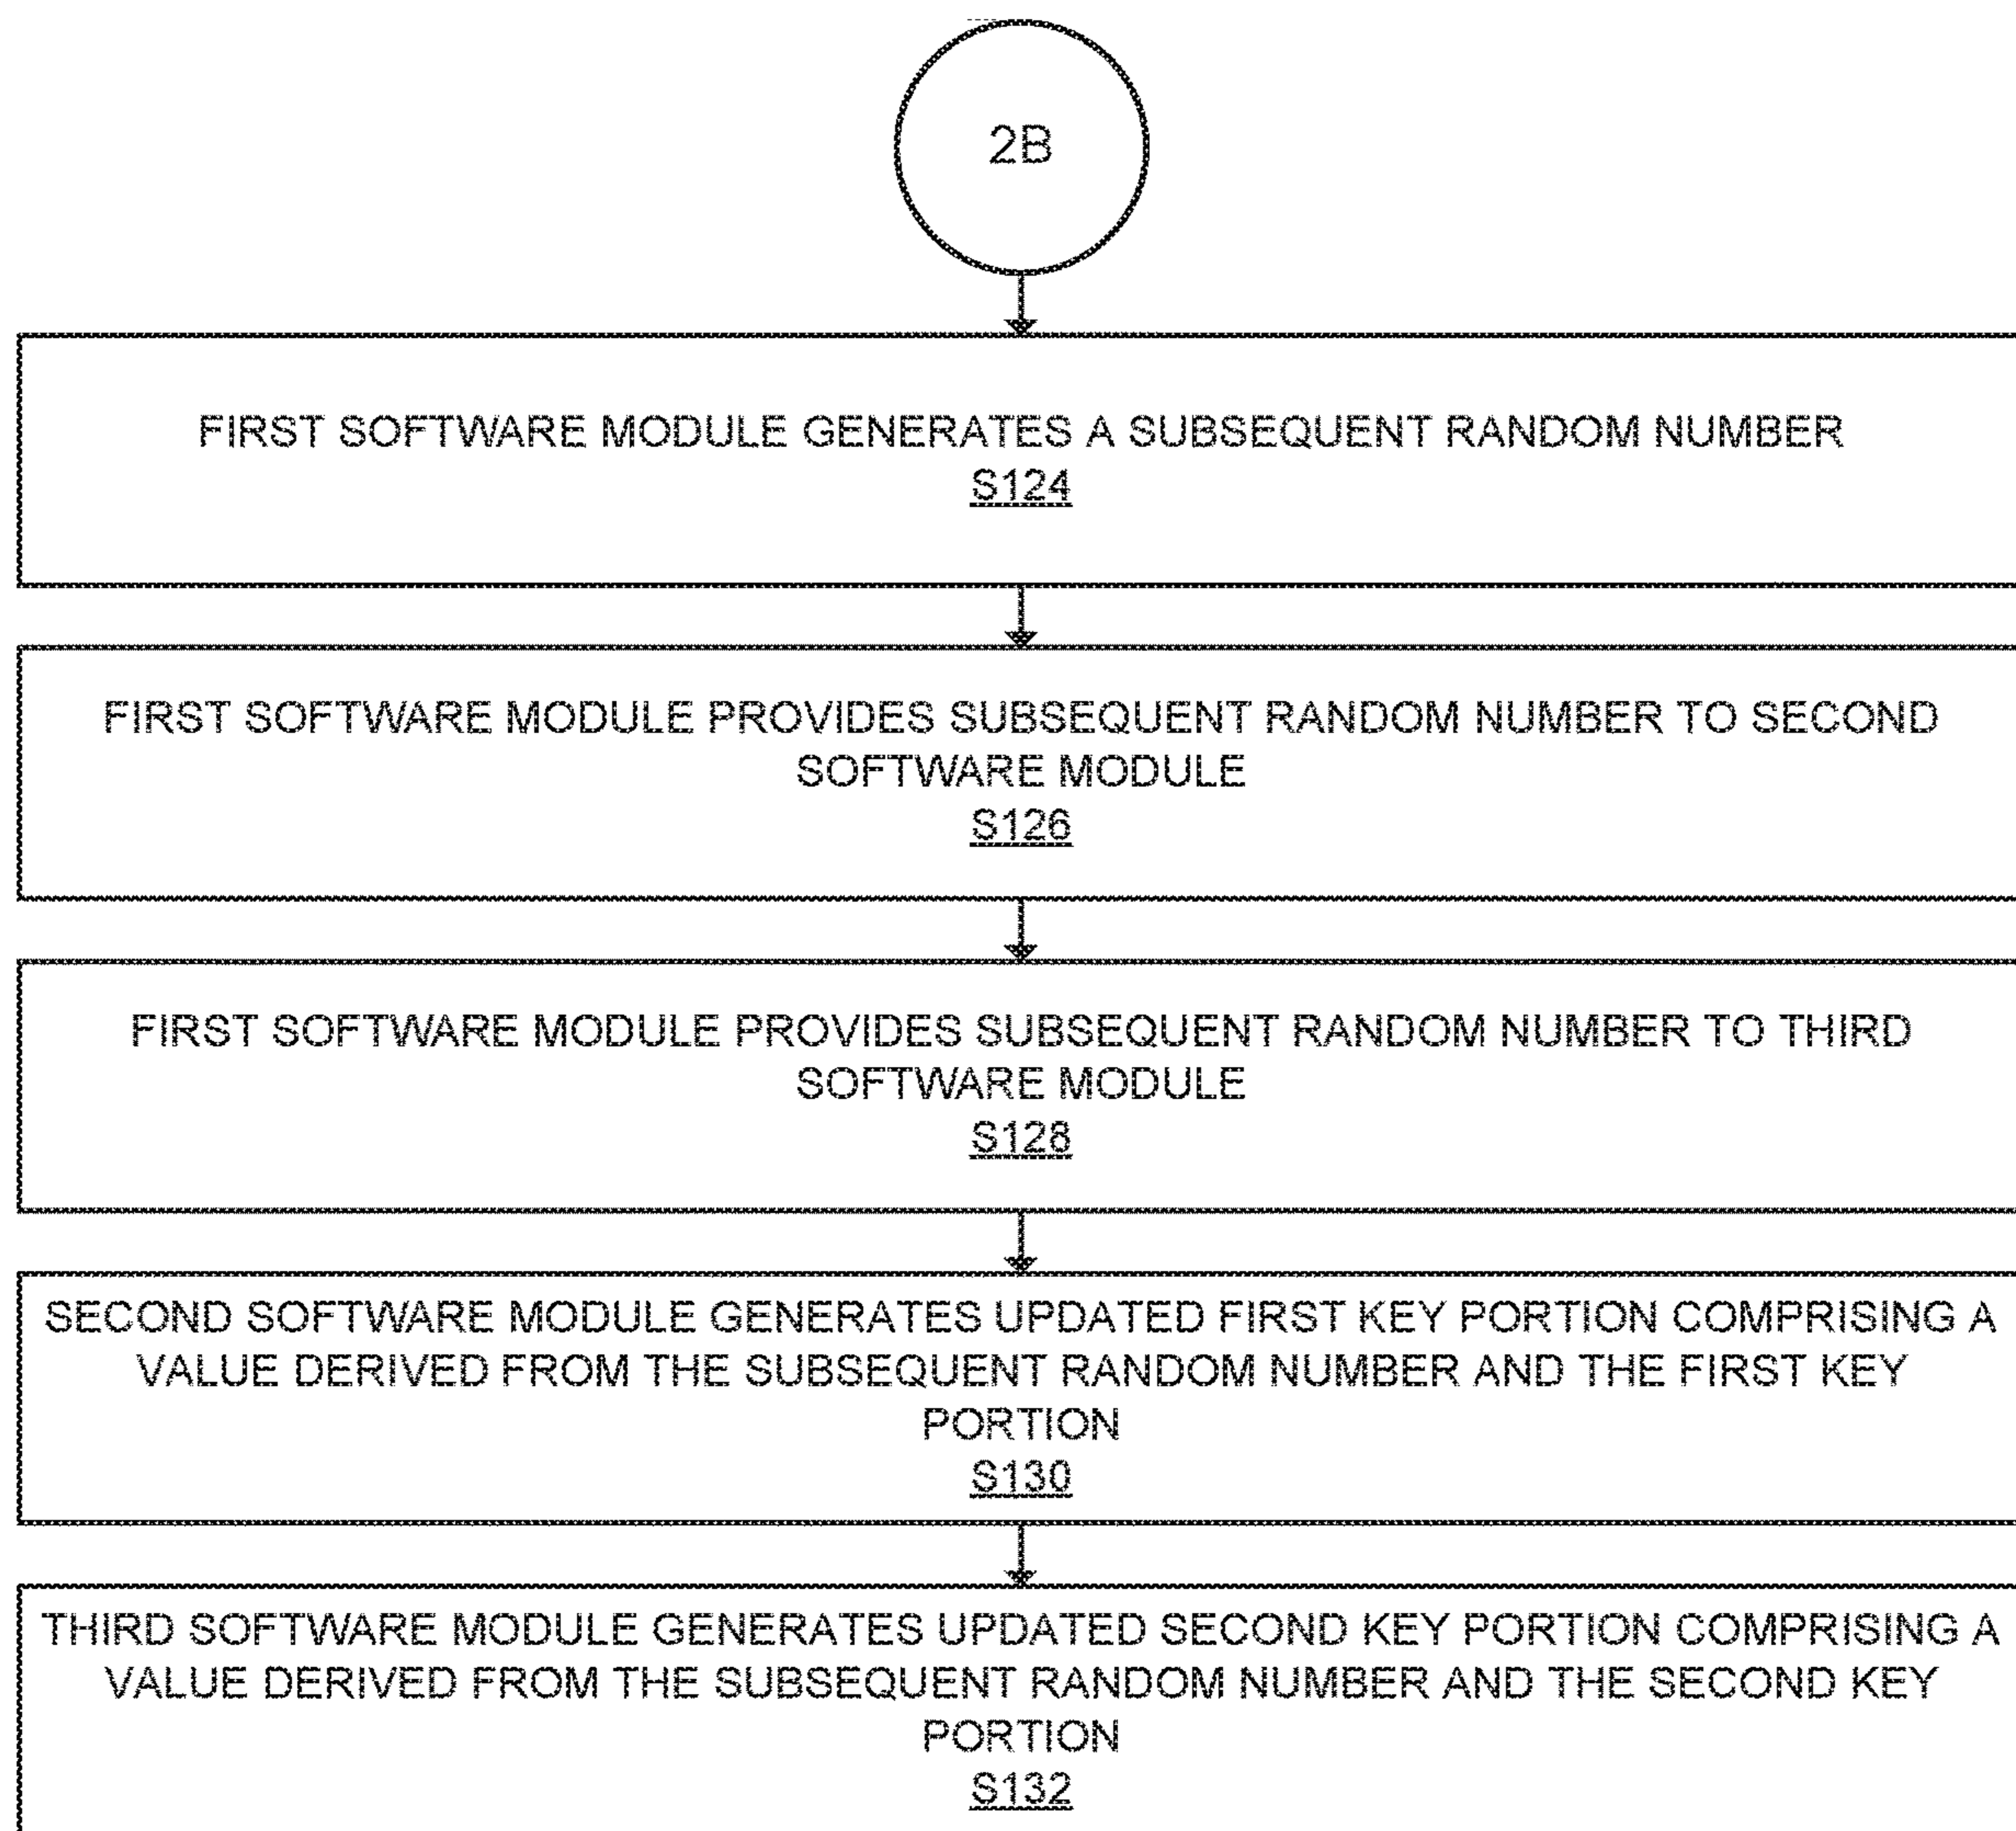 2B
FIRST SOFTWARE MODULE GENERATES A SUBSEQUENT RANDOM NUMBER
S124
FIRST SOFTWARE MODULE PROVIDES SUBSEQUENT RANDOM NUMBER TO SECOND
SOFTWARE MODULE
S126
FIRST SOFTWARE MODULE PROVIDES SUBSEQUENT RANDOM NUMBER TO THIRD
SOFTWARE MODULE
S128
SECOND SOFTWARE MODULE GENERATES UPDATED FIRST KEY PORTION COMPRISING A
VALUE DERIVED FROM THE SUBSEQUENT RANDOM NUMBER AND THE FIRST KEY
PORTION
S130
THIRD SOFTWARE MODULE GENERATES UPDATED SECOND KEY PORTION COMPRISING A
VALUE DERIVED FROM THE SUBSEQUENT RANDOM NUMBER AND THE SECOND KEY
PORTION
S132